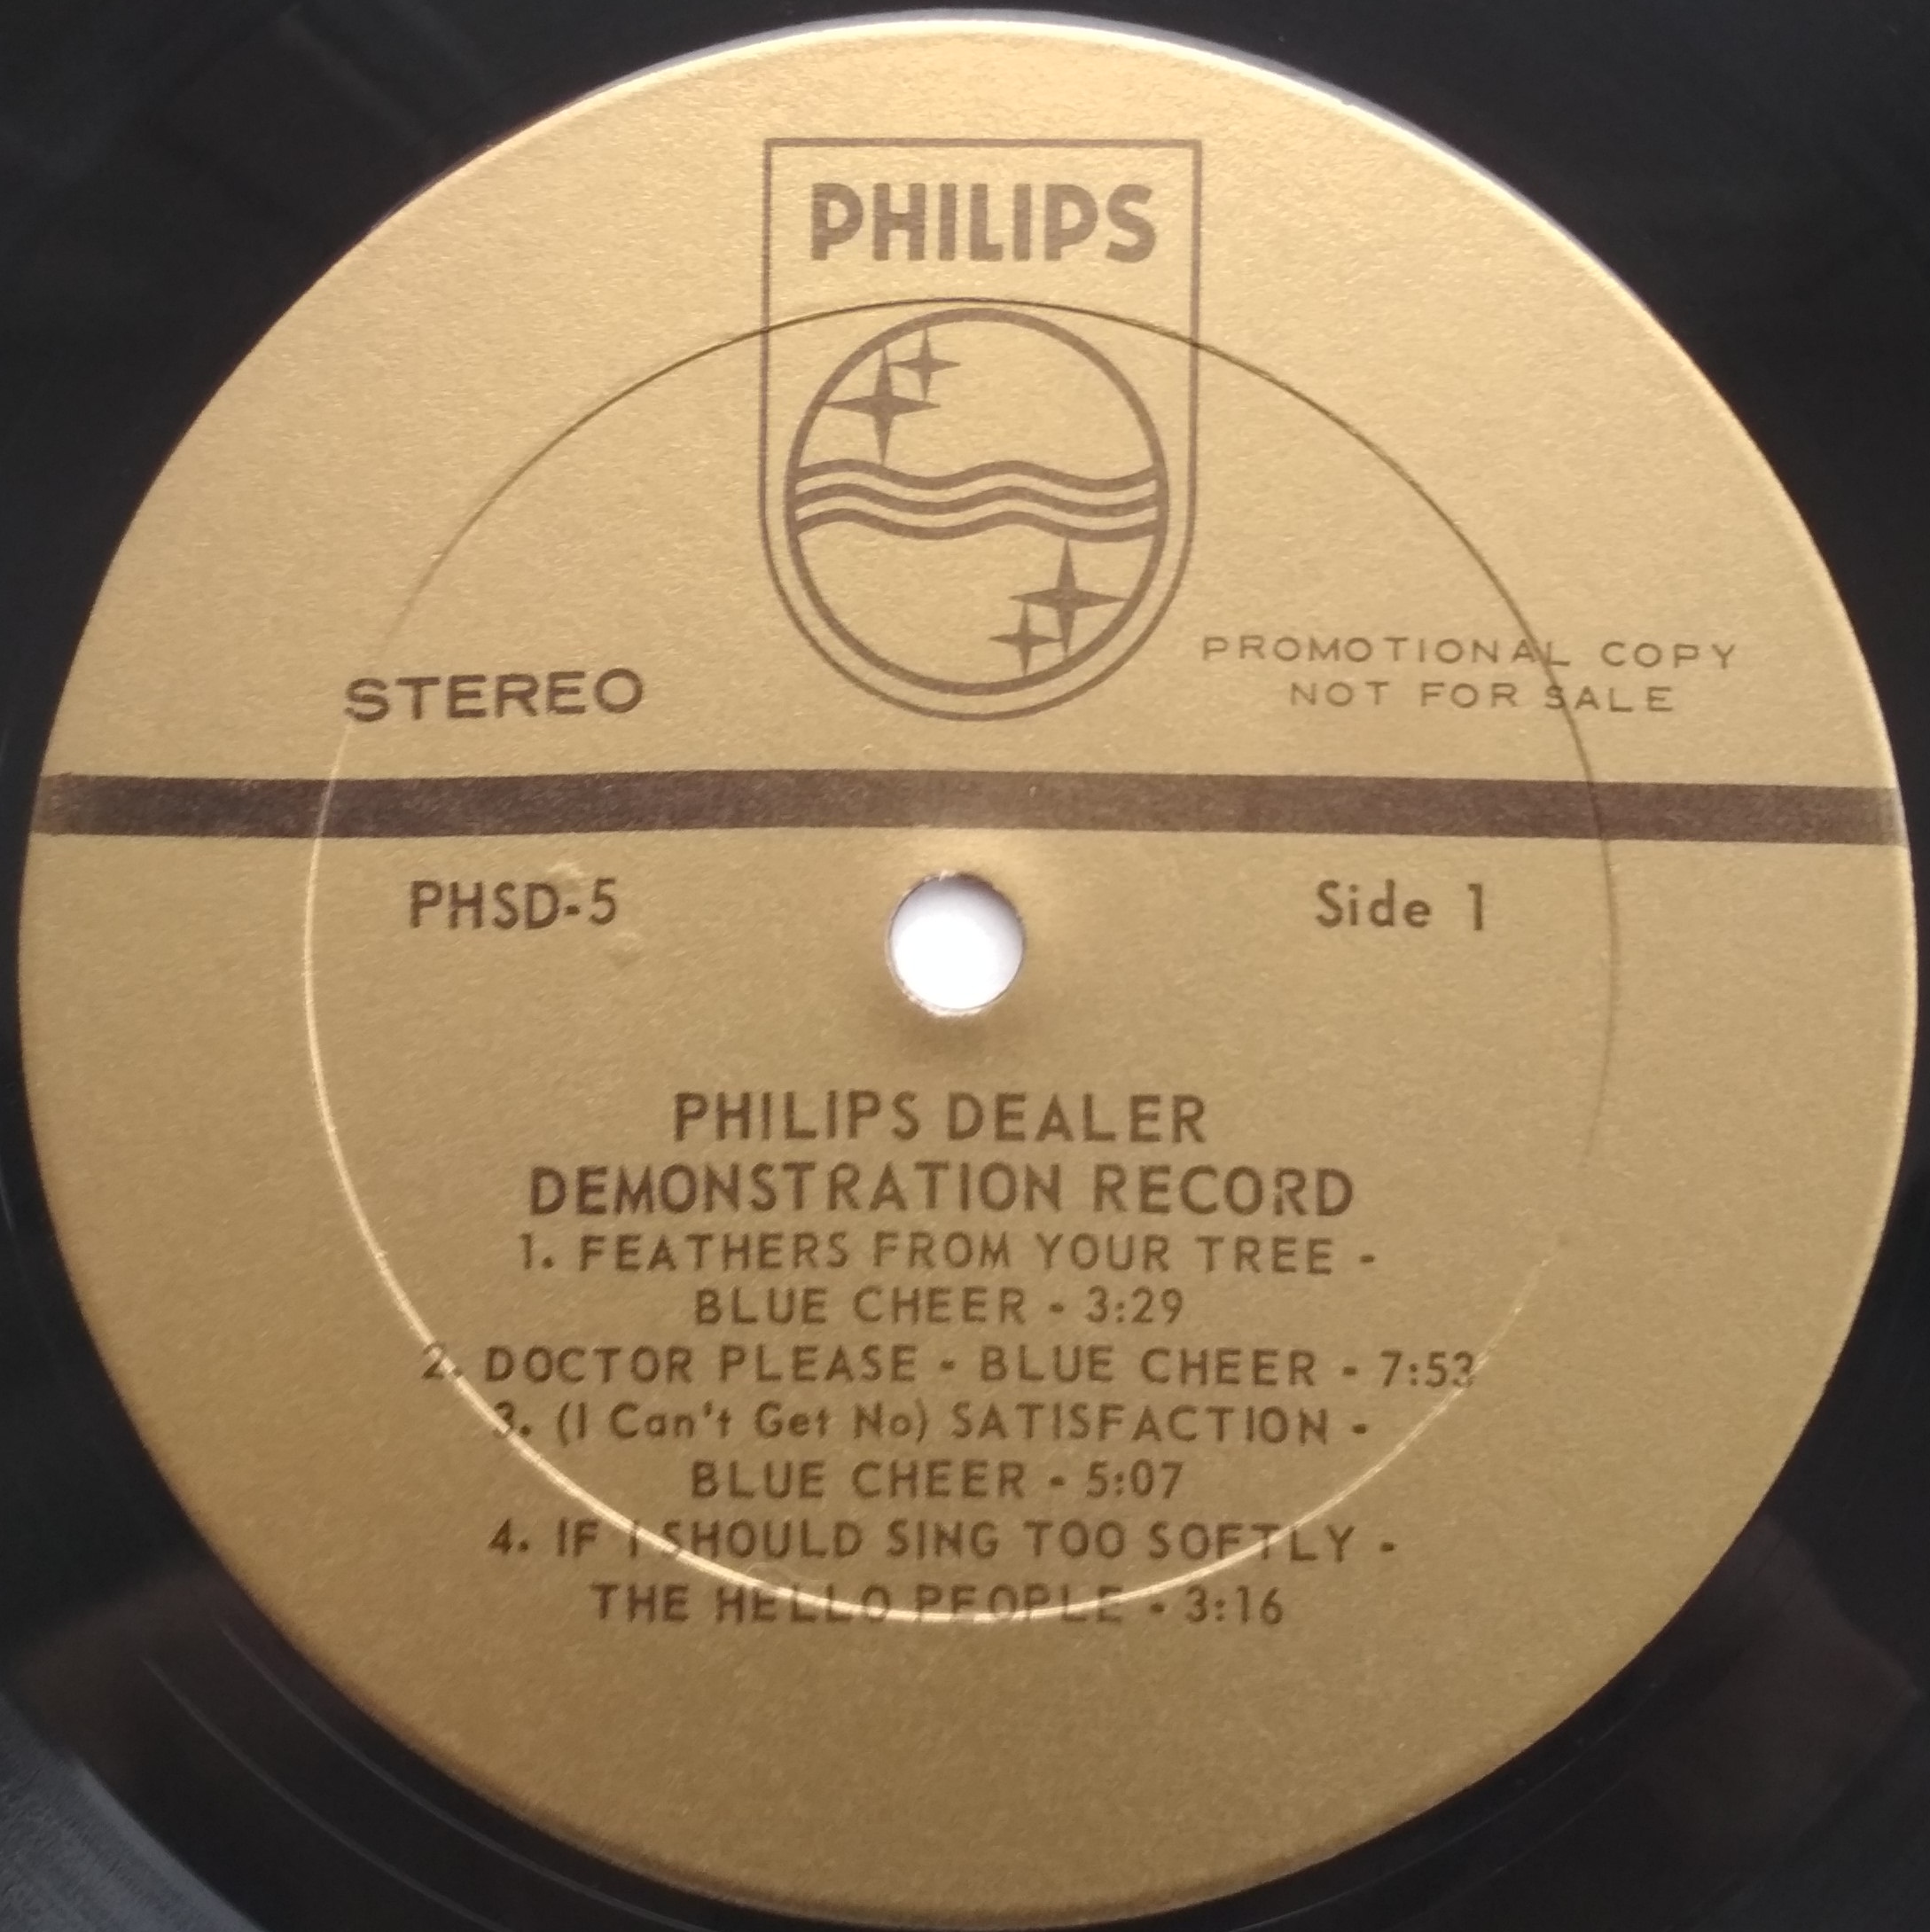 PHILIPS
PROMOTIONAL COPY
NOT FOR SALE
STEREO
PHSD-5
Side 1
PHILIPS DEALER
DEMONSTRATION RECORD
1. FEATHERS FROM YOUR TREE -
BLUE CHEER - 3:29
2. DOCTOR PLEASE - BLUE CHEER - 7:53
3. (I Can't Get No) SATISFACTION -
BLUE CHEER - 5:07
4. IF I SHOULD SING TOO SOFTLY -
THE HELLO PEOPLE - 3:16